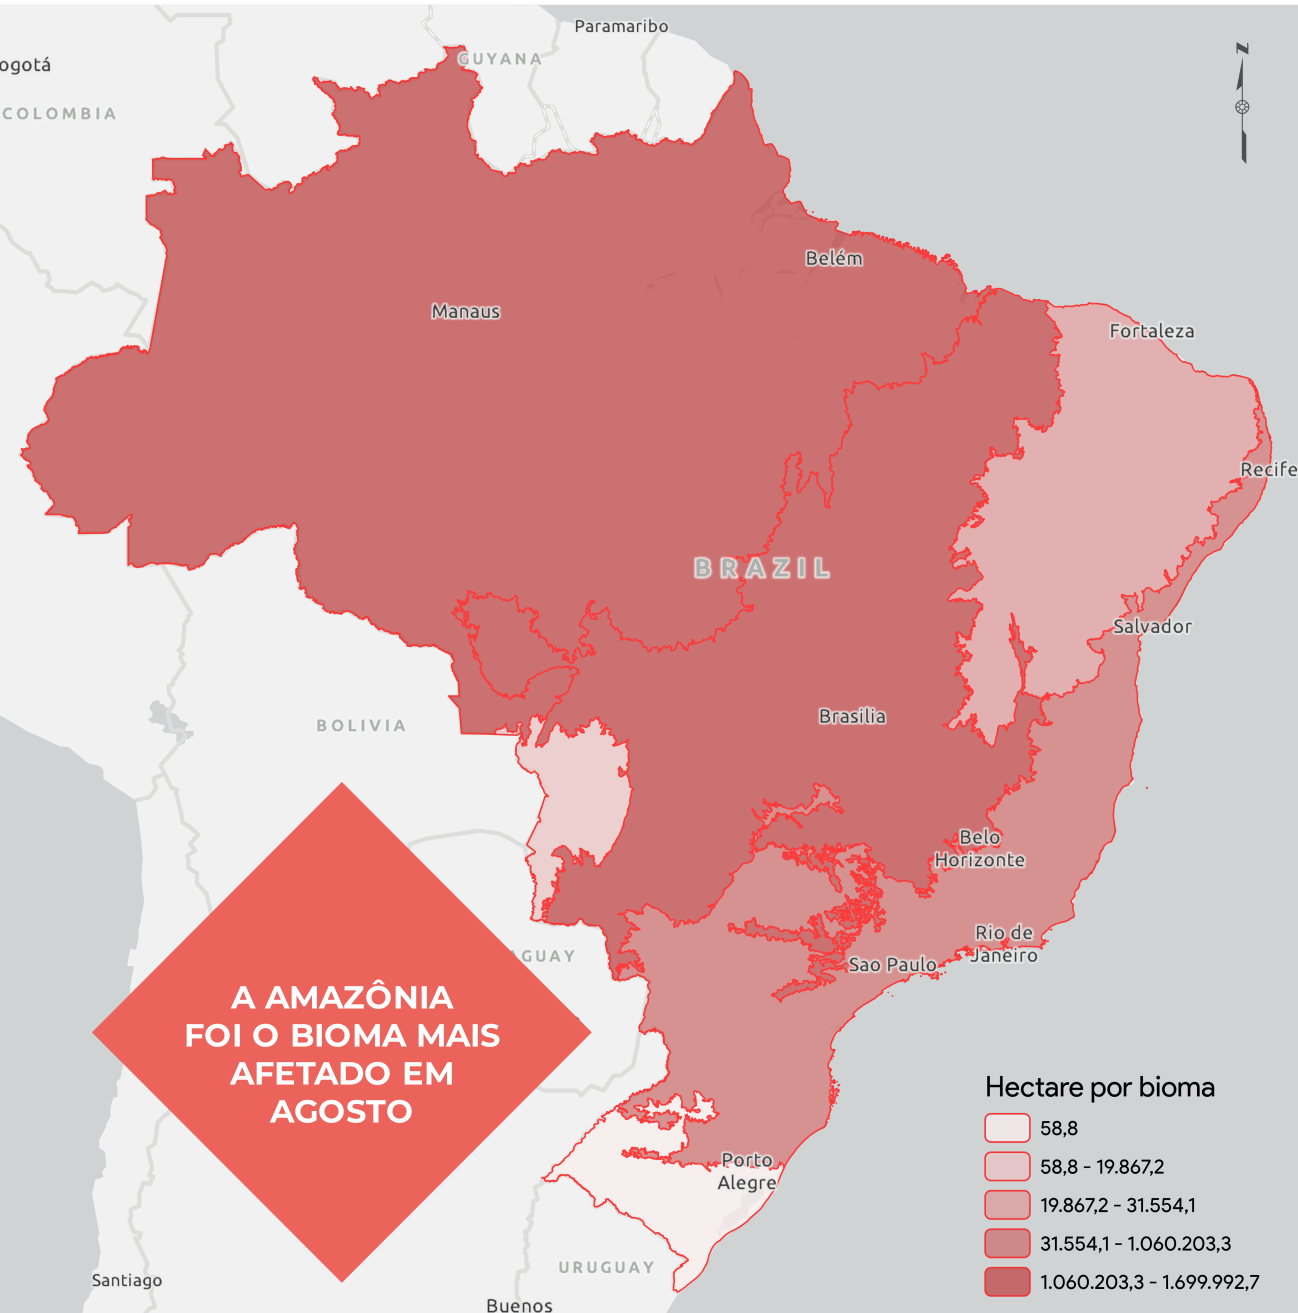 Paramaribo
N
GUYANA
ogotá
COLOMBIA
Belém
Manaus
Fortaleza
Recife
BRAZIL
Salvador
Brasilia
BOLIVIA
Belo
Horizonte
Rio de
Janeiro
AGUAY
Sao Paulo
A AMAZÔNIA
FOI O BIOMA MAIS
AFETADO EM
AGOSTO
Hectare por bioma
58,8
58,8 - 19.867,2
19.867,2 - 31.554,1
31.554,1 - 1.060.203,3
1.060.203,3 - 1.699.992,7
Porto
Alegre
URUGUAY
Santiago
Buenos